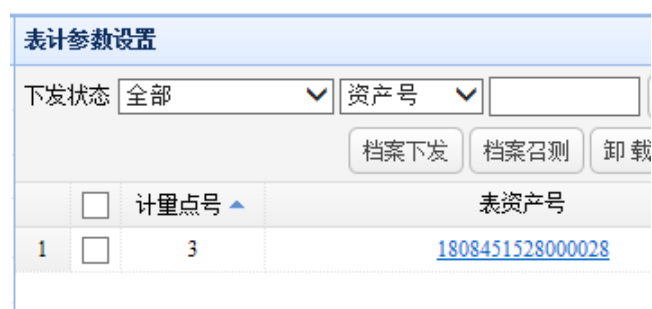 表计参数设置
下发状态 全部 资产号
档案下发 档案召测 卸载
计量点号 表资产号
1 3 1808451528000028